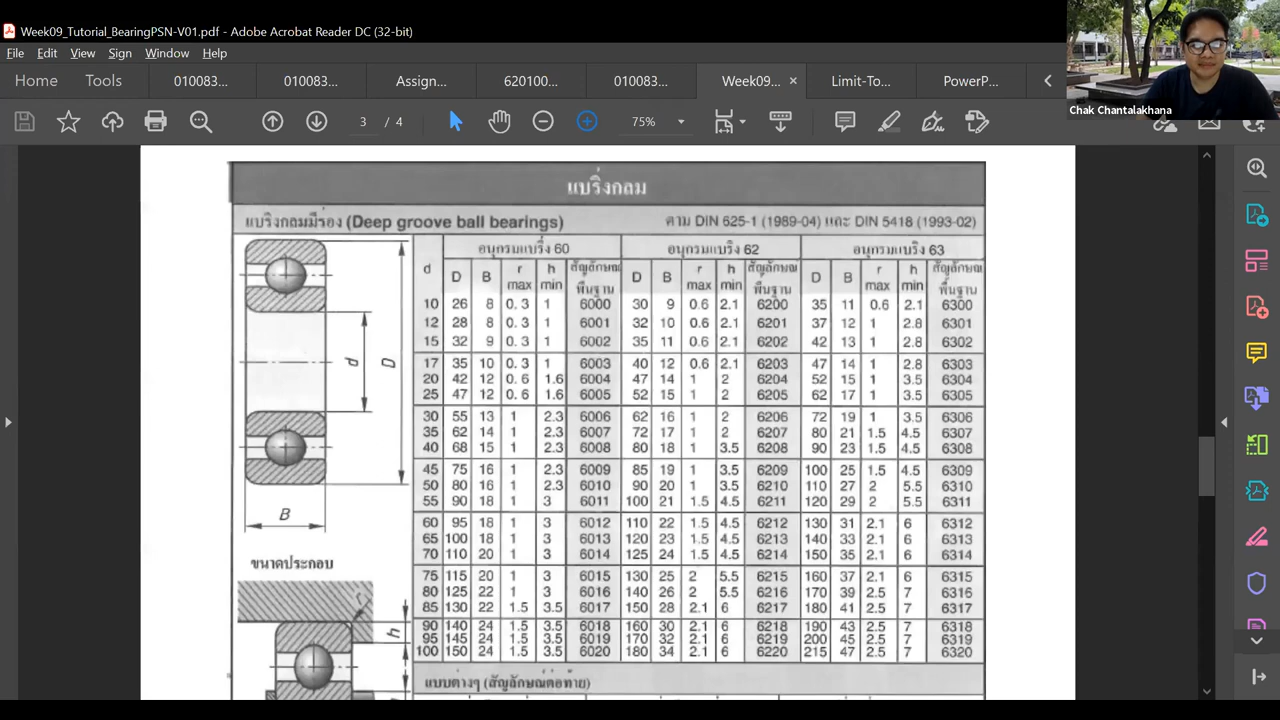 Week09_Tutorial_BearingPSN-V01.pdf - Adobe Acrobat Reader DC (32-bit)
File Edit View Sign Window Help
Home Tools 010083... 010083... Assign... 620100... 010083... Week09... × Limit-To... PowerP...
3 / 4 75%
Chak Chantalakhana
แบริ่งกลม
แบริงกลมมีร่อง (Deep groove ball bearings) ตาม DIN 625-1 (1989-04) และ DIN 5418 (1993-02)
อนุกรมแบริ่ง 60 อนุกรมแบริ่ง 62 อนุกรมแบริ่ง 63
d D B r max h min สัญลักษณ์พื้นฐาน D B r max h min สัญลักษณ์พื้นฐาน D B r max h min สัญลักษณ์พื้นฐาน
10 26 8 0.3 1 6000 30 9 0.6 2.1 6200 35 11 0.6 2.1 6300
12 28 8 0.3 1 6001 32 10 0.6 2.1 6201 37 12 1 2.8 6301
15 32 9 0.3 1 6002 35 11 0.6 2.1 6202 42 13 1 2.8 6302
17 35 10 0.3 1 6003 40 12 0.6 2.1 6203 47 14 1 2.8 6303
20 42 12 0.6 1.6 6004 47 14 1 2 6204 52 15 1 3.5 6304
25 47 12 0.6 1.6 6005 52 15 1 2 6205 62 17 1 3.5 6305
30 55 13 1 2.3 6006 62 16 1 2 6206 72 19 1 3.5 6306
35 62 14 1 2.3 6007 72 17 1 2 6207 80 21 1.5 4.5 6307
40 68 15 1 2.3 6008 80 18 1 3.5 6208 90 23 1.5 4.5 6308
45 75 16 1 2.3 6009 85 19 1 3.5 6209 100 25 1.5 4.5 6309
50 80 16 1 2.3 6010 90 20 1 3.5 6210 110 27 2 5.5 6310
55 90 18 1 3 6011 100 21 1.5 4.5 6211 120 29 2 5.5 6311
60 95 18 1 3 6012 110 22 1.5 4.5 6212 130 31 2.1 6 6312
65 100 18 1 3 6013 120 23 1.5 4.5 6213 140 33 2.1 6 6313
70 110 20 1 3 6014 125 24 1.5 4.5 6214 150 35 2.1 6 6314
75 115 20 1 3 6015 130 25 2 5.5 6215 160 37 2.1 6 6315
80 125 22 1 3 6016 140 26 2 5.5 6216 170 39 2.5 7 6316
85 130 22 1.5 3.5 6017 150 28 2.1 6 6217 180 41 2.5 7 6317
90 140 24 1.5 3.5 6018 160 30 2.1 6 6218 190 43 2.5 7 6318
95 145 24 1.5 3.5 6019 170 32 2.1 6 6219 200 45 2.5 7 6319
100 150 24 1.5 3.5 6020 180 34 2.1 6 6220 215 47 2.5 7 6320
d D
B
ขนาดประกอบ
r
h
แบบต่างๆ (สัญลักษณ์ต่อท้าย)